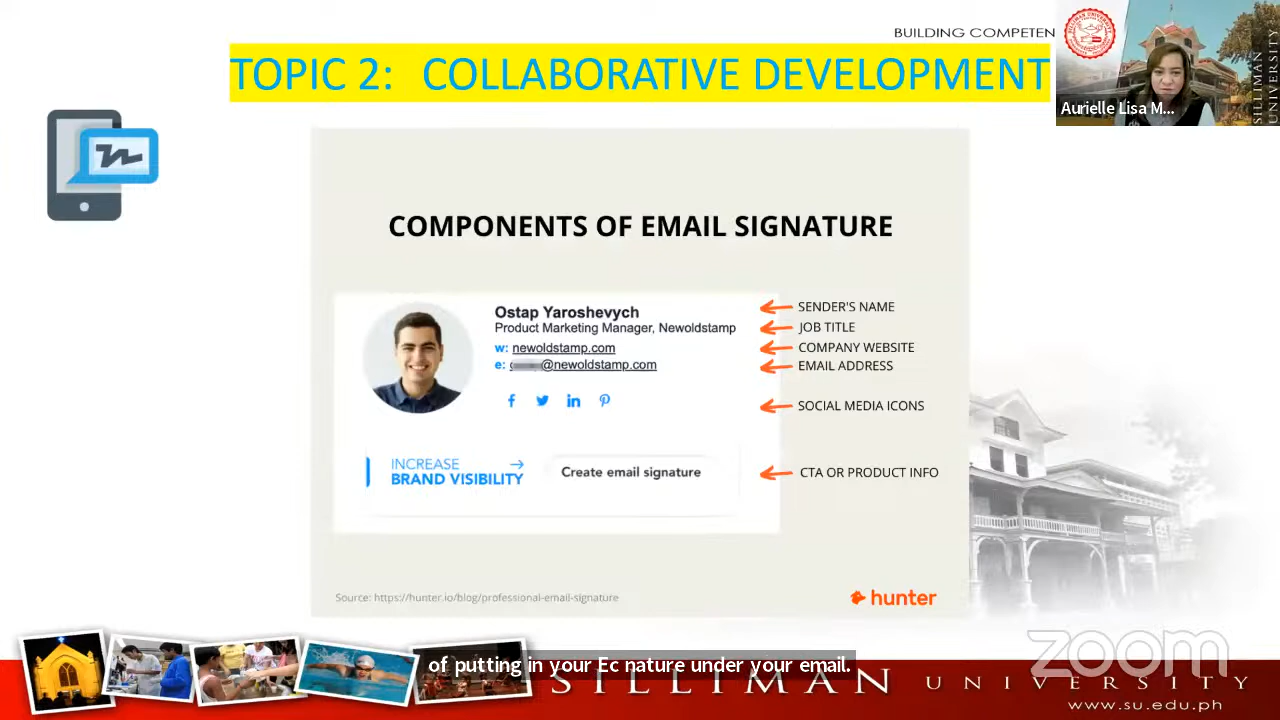 BUILDING COMPETEN
TOPIC 2: COLLABORATIVE DEVELOPMENT
SILLIMAN
UNIVERSITY
Aurielle Lisa M...
COMPONENTS OF EMAIL SIGNATURE
Ostap Yaroshevych
Product Marketing Manager, Newoldstamp
w: newoldstamp.com
e: @newoldstamp.com
SENDER'S NAME
JOB TITLE
COMPANY WEBSITE
EMAIL ADDRESS
SOCIAL MEDIA ICONS
INCREASE
BRAND VISIBILITY
Create email signature
CTA OR PRODUCT INFO
Source: https://hunter.io/blog/professional-email-signature
hunter
zoom
of putting in your Ec nature under your email.
SILLIMAN UNIVERSITY
www.su.edu.ph